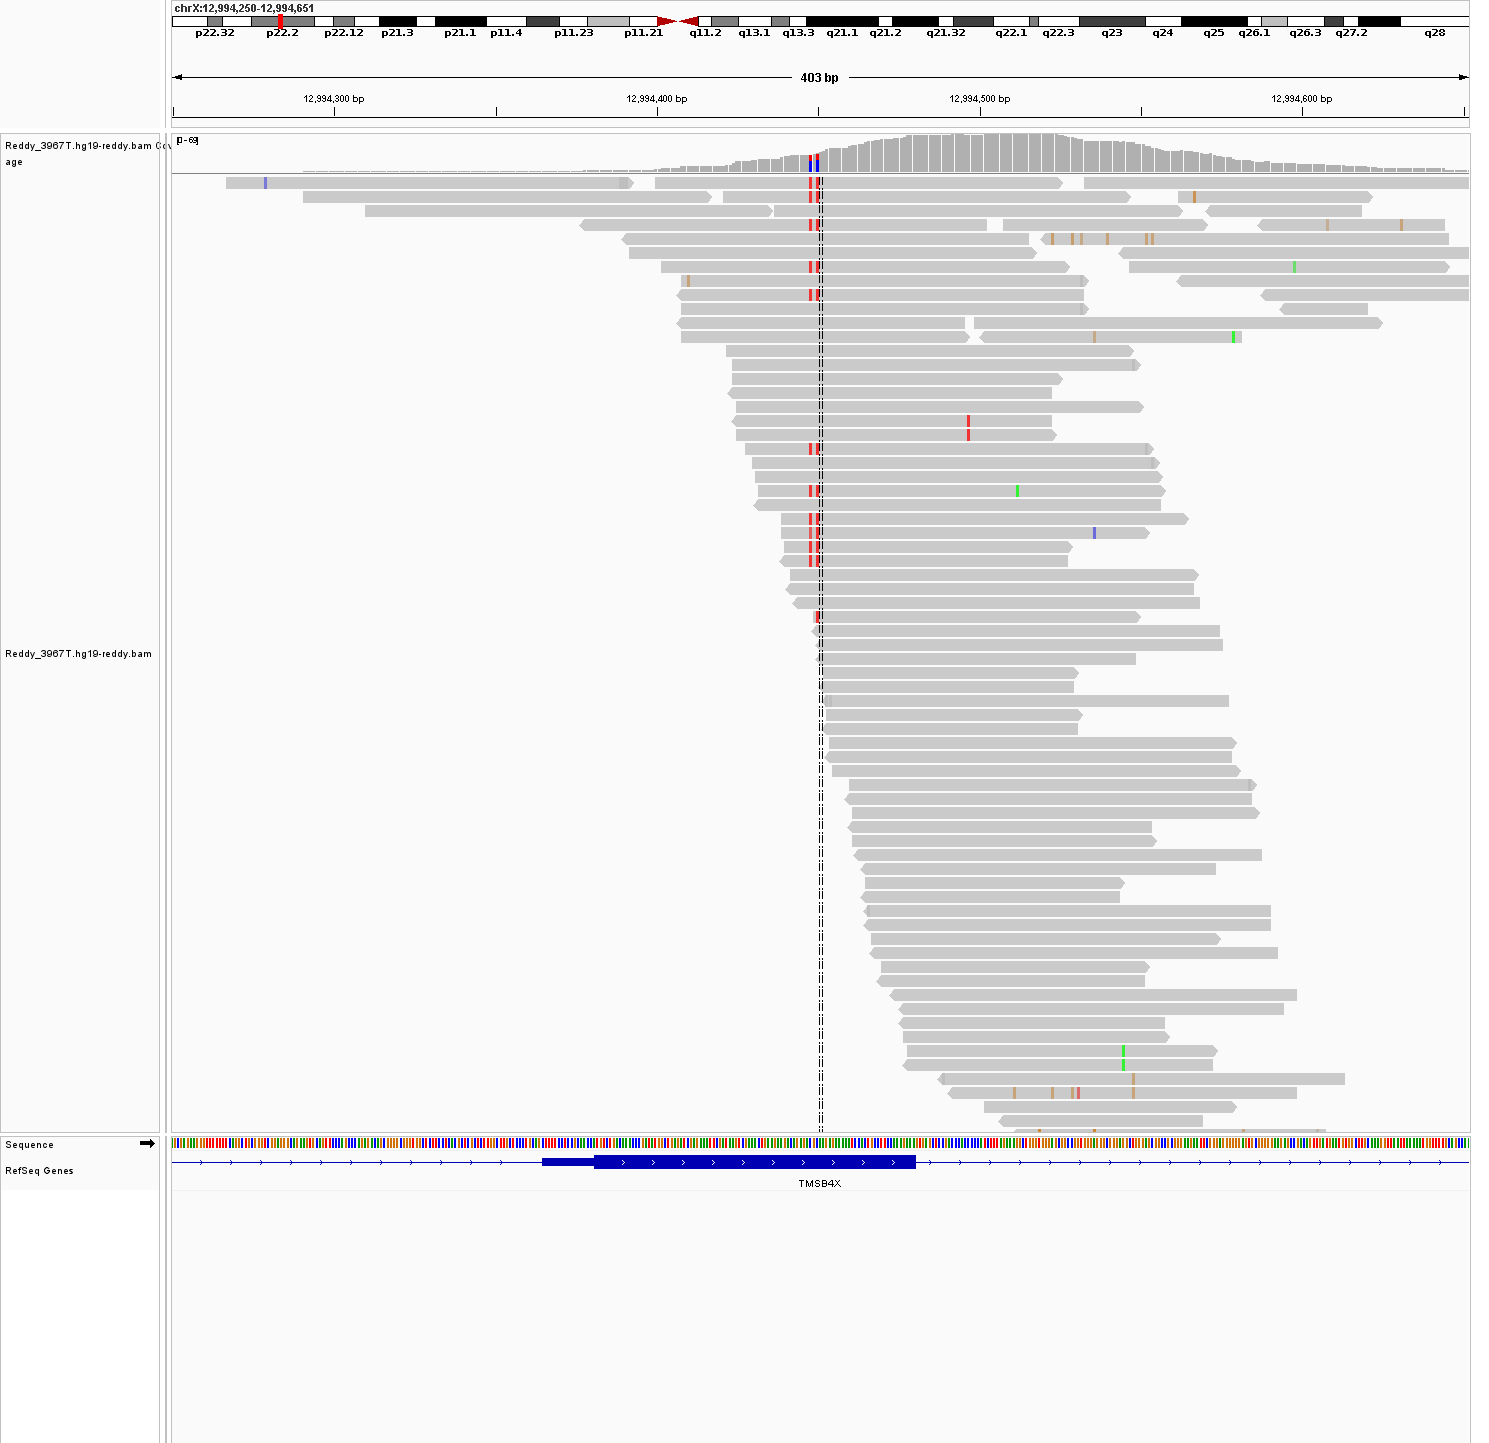 chrX:12,994,250-12,994,651
p22.32 p22.2 p22.12 p21.3 p21.1 p11.4 p11.23 p11.21 q11.2 q13.1 q13.3 q21.1 q21.2 q21.32 q22.1 q22.3 q23 q24 q25 q26.1 q26.3 q27.2 q28
403 bp
12,994,300 bp 12,994,400 bp 12,994,500 bp 12,994,600 bp
[0-69]
Reddy_3967T.hg19-reddy.bam Cov
age
Reddy_3967T.hg19-reddy.bam
Sequence
RefSeq Genes
TMSB4X